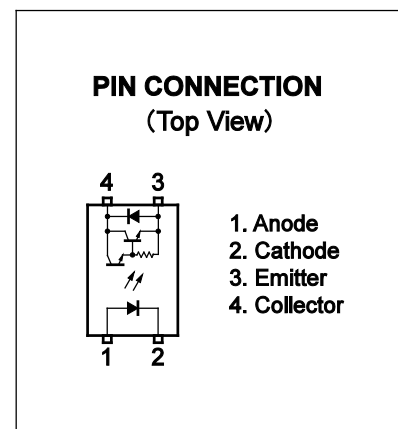 PIN CONNECTION
(Top View)
4 3
1. Anode
2. Cathode
3. Emitter
4. Collector
1 2